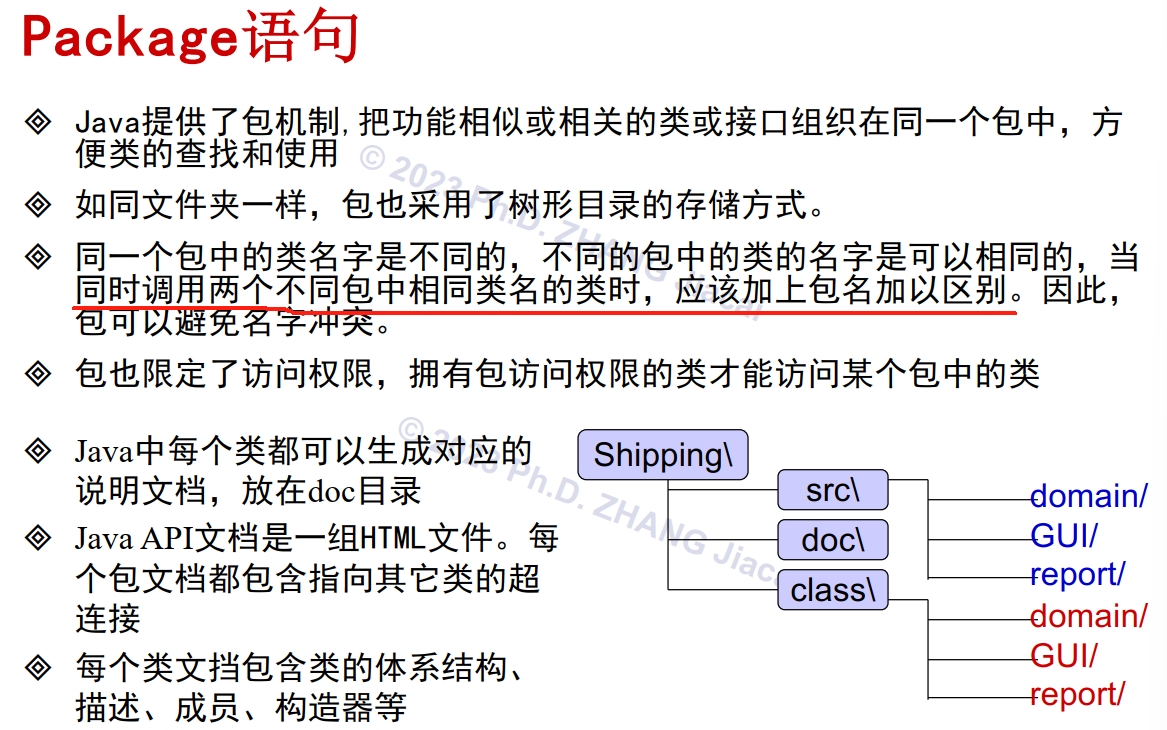 Package语句
Java提供了包机制,把功能相似或相关的类或接口组织在同一个包中，方
便类的查找和使用
如同文件夹一样，包也采用了树形目录的存储方式。
同一个包中的类名字是不同的，不同的包中的类的名字是可以相同的，当
同时调用两个不同包中相同类名的类时，应该加上包名加以区别。因此，
包可以避免名字冲突。
包也限定了访问权限，拥有包访问权限的类才能访问某个包中的类
Java中每个类都可以生成对应的
说明文档，放在doc目录
Java API文档是一组HTML文件。每
个包文档都包含指向其它类的超
连接
每个类文挡包含类的体系结构、
描述、成员、构造器等
Shipping\
src\
doc\
class\
domain/
GUI/
report/
domain/
GUI/
report/
© 2023 Ph.D. ZHANG Jiacai
© 2023 Ph.D. ZHANG Jiaca